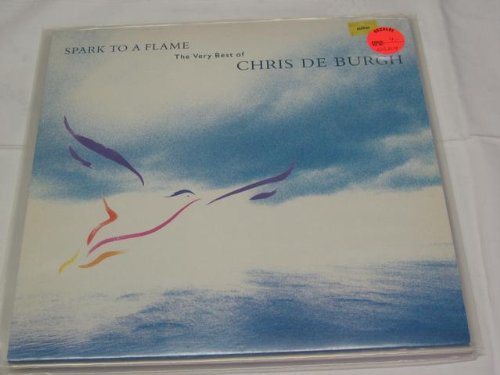 SPARK TO A FLAME
The Very Best of
CHRIS DE BURGH